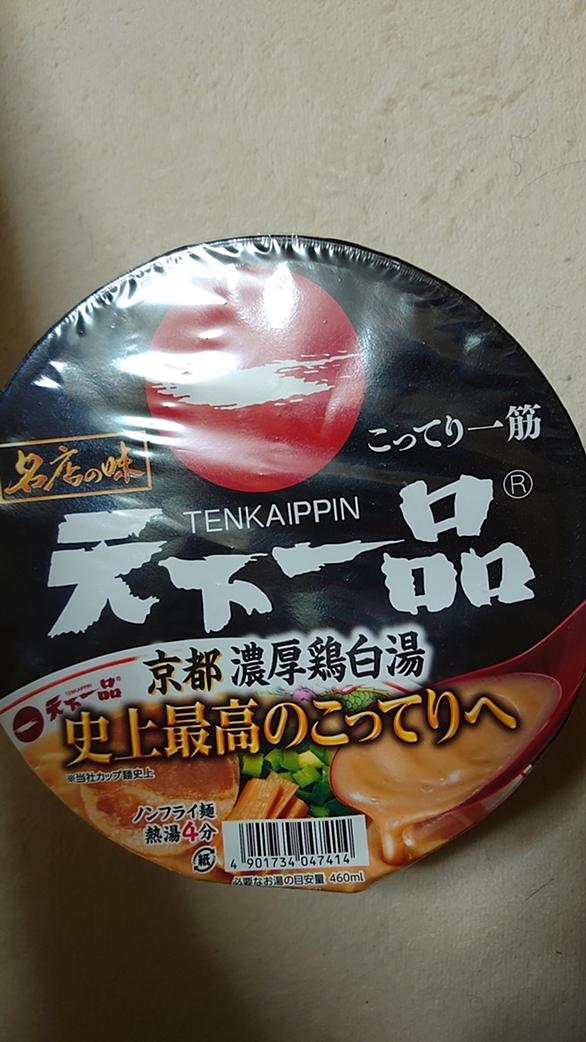 こってり一筋
名店の味
TENKAIPPIN
天下一品®
京都 濃厚鶏白湯
TENKAIPPIN
天下一品®
史上最高のこってりへ
※当社カップ麺史上
ノンフライ麺
熱湯4分
紙
4 901734 047414
必要なお湯の目安量 460ml